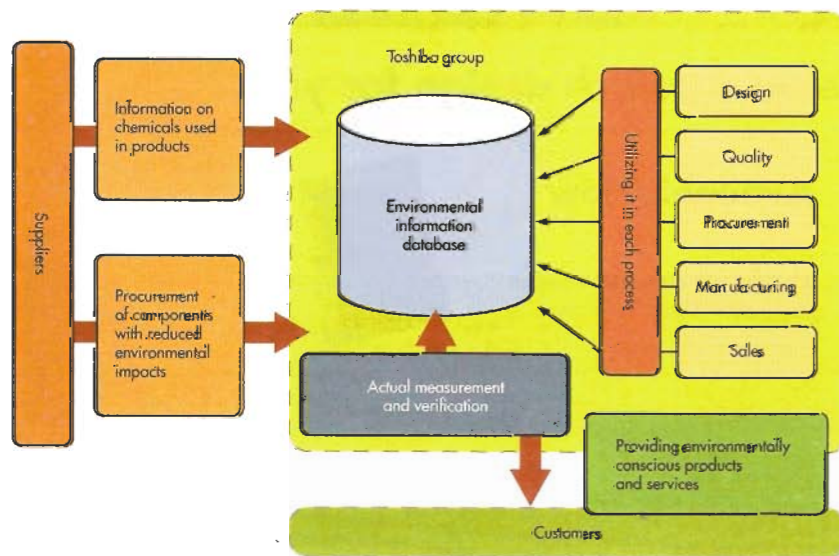 Toshiba group
Suppliers
Information on
chemicals used
in products
Procurement
of components
with reduced
environmental
impacts
Environmental
information
database
Actual measurement
and verification
Utilizing it in each process
Design
Quality
Procurement
Manufacturing
Sales
Providing environmentally
conscious products
and services
Customers